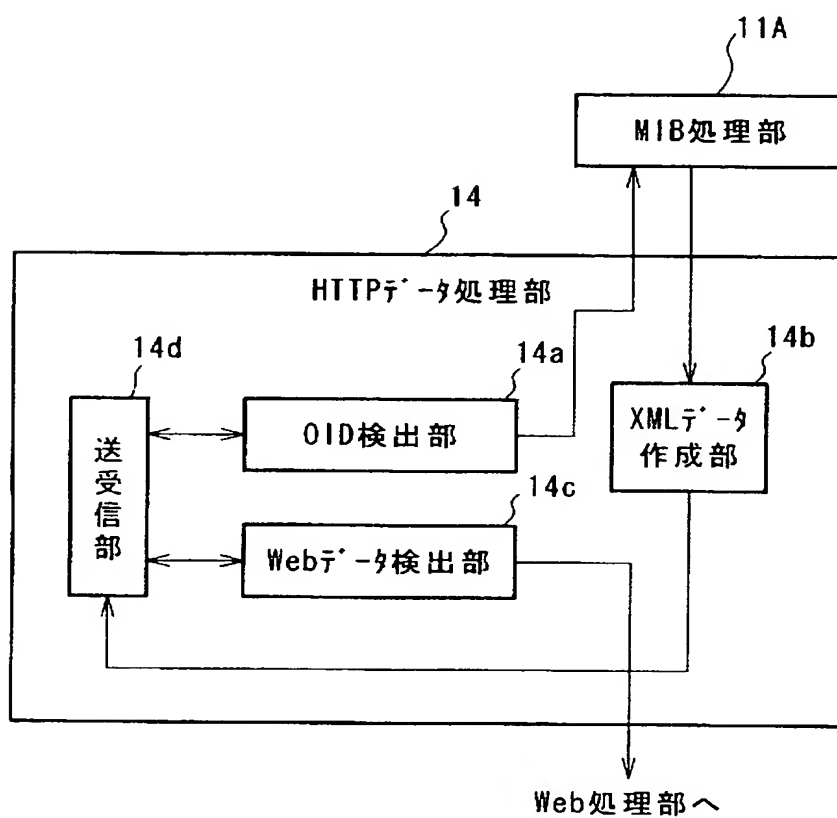 11A
MIB処理部
14
HTTPデータ処理部
14d
14a
14b
送受信部
OID検出部
XMLデータ
作成部
14c
Webデータ検出部
Web処理部へ